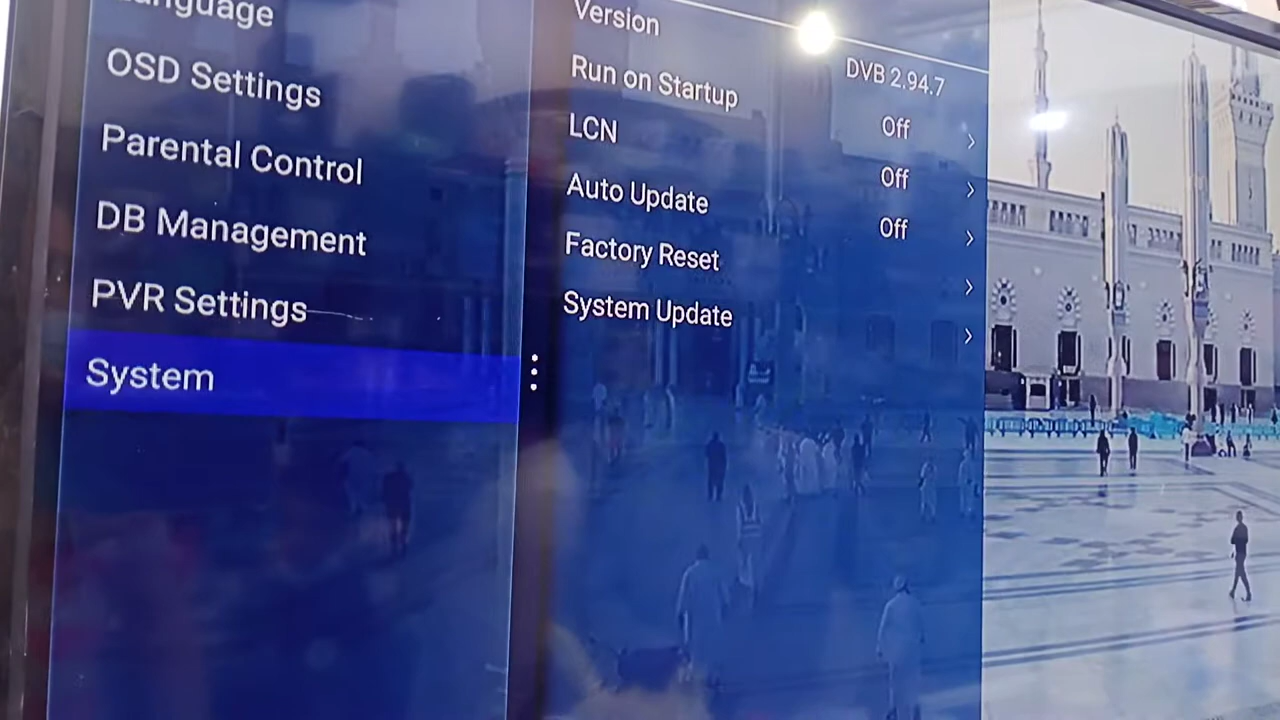 Language
OSD Settings
Parental Control
DB Management
PVR Settings
System
Version DVB 2.94.7
Run on Startup Off
LCN Off
Auto Update Off
Factory Reset
System Update